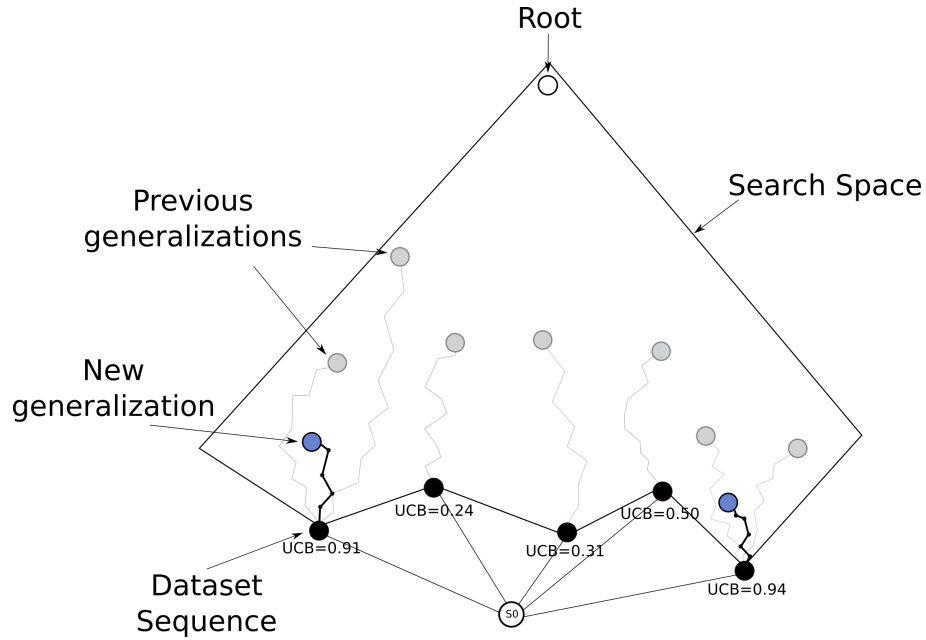 Root
Search Space
Previous
generalizations
New
generalization
UCB=0.24
UCB=0.50
UCB=0.91
UCB=0.31
UCB=0.94
Dataset
Sequence
S0